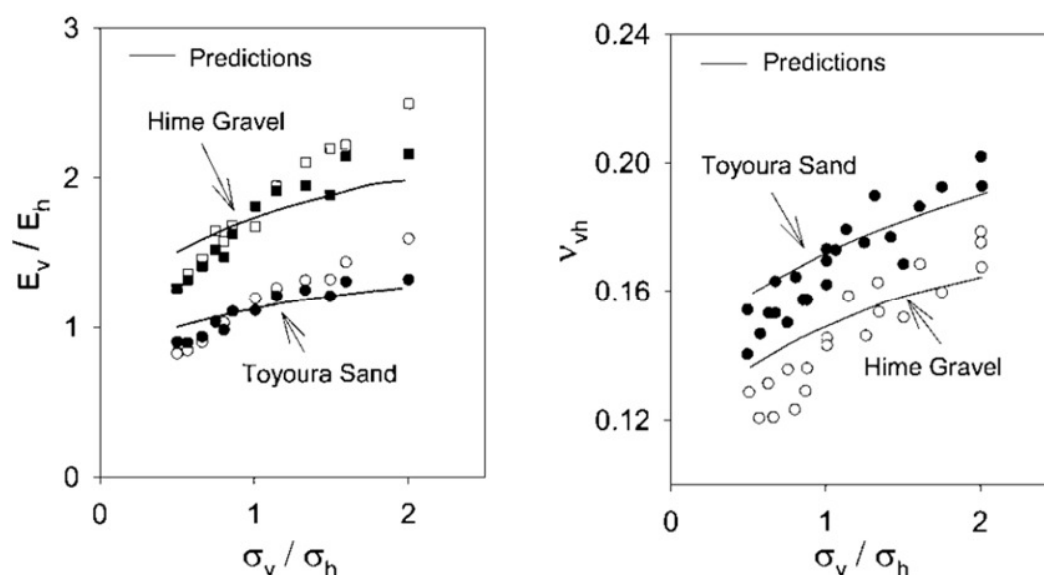 3
2
1
0
E_v / E_h
Predictions
Hime Gravel
Toyoura Sand
0
1
2
σ_v / σ_h
0.24
0.20
0.16
0.12
ν_vh
Predictions
Toyoura Sand
Hime Gravel
0
1
2
σ_v / σ_h